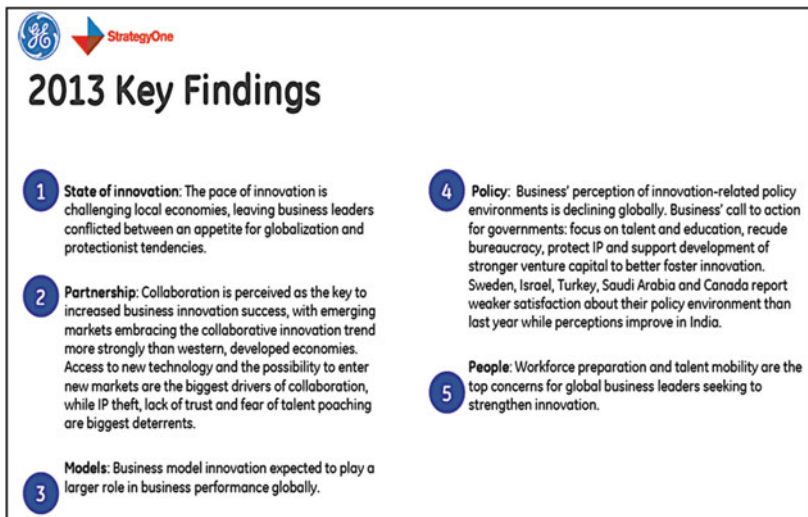 GE StrategyOne
2013 Key Findings
1 State of innovation: The pace of innovation is
challenging local economies, leaving business leaders
conflicted between an appetite for globalization and
protectionist tendencies.
2 Partnership: Collaboration is perceived as the key to
increased business innovation success, with emerging
markets embracing the collaborative innovation trend
more strongly than western, developed economies.
Access to new technology and the possibility to enter
new markets are the biggest drivers of collaboration,
while IP theft, lack of trust and fear of talent poaching
are biggest deterrents.
3 Models: Business model innovation expected to play a
larger role in business performance globally.
4 Policy: Business' perception of innovation-related policy
environments is declining globally. Business' call to action
for governments: focus on talent and education, recude
bureaucracy, protect IP and support development of
stronger venture capital to better foster innovation.
Sweden, Israel, Turkey, Saudi Arabia and Canada report
weaker satisfaction about their policy environment than
last year while perceptions improve in India.
5 People: Workforce preparation and talent mobility are the
top concerns for global business leaders seeking to
strengthen innovation.